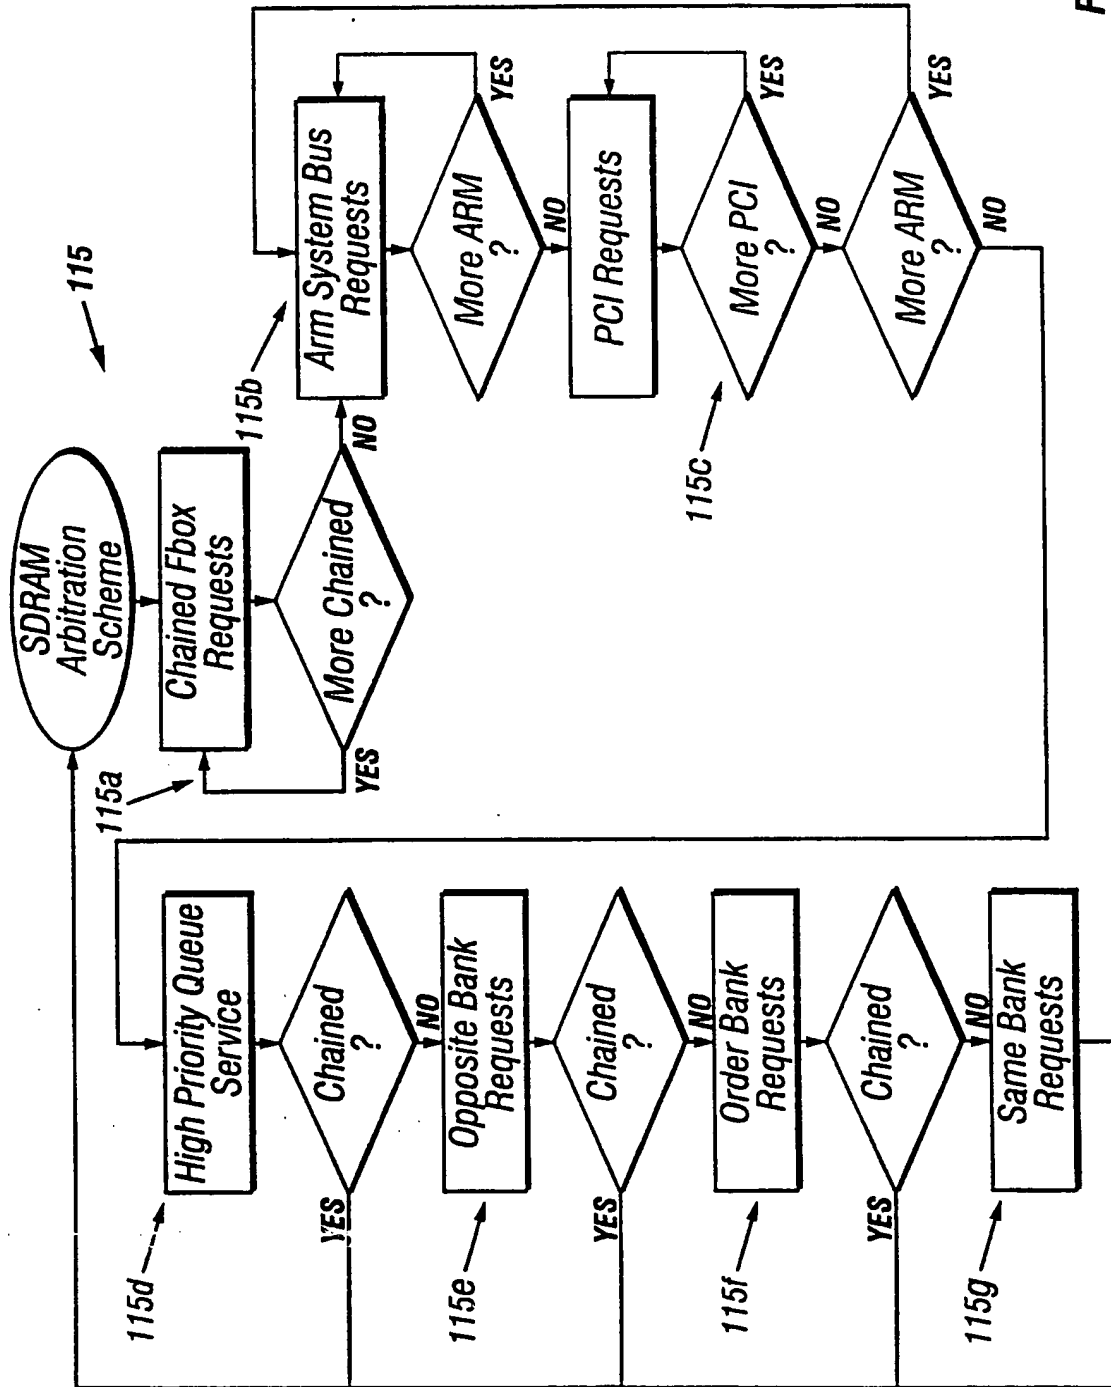 SDRAM
Arbitration
Scheme
115
Chained Fbox
Requests
115a
More Chained
?
YES
NO
115b
Arm System Bus
Requests
More ARM
?
YES
NO
PCI Requests
115c
More PCI
?
YES
NO
More ARM
?
YES
NO
115d
High Priority Queue
Service
Chained
?
YES
NO
115e
Opposite Bank
Requests
Chained
?
YES
NO
115f
Order Bank
Requests
Chained
?
YES
NO
115g
Same Bank
Requests